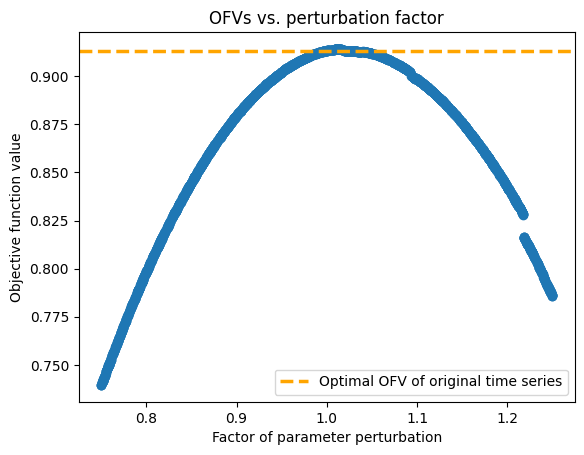 OFVs vs. perturbation factor
Objective function value
0.900
0.875
0.850
0.825
0.800
0.775
0.750
Optimal OFV of original time series
0.8 0.9 1.0 1.1 1.2
Factor of parameter perturbation